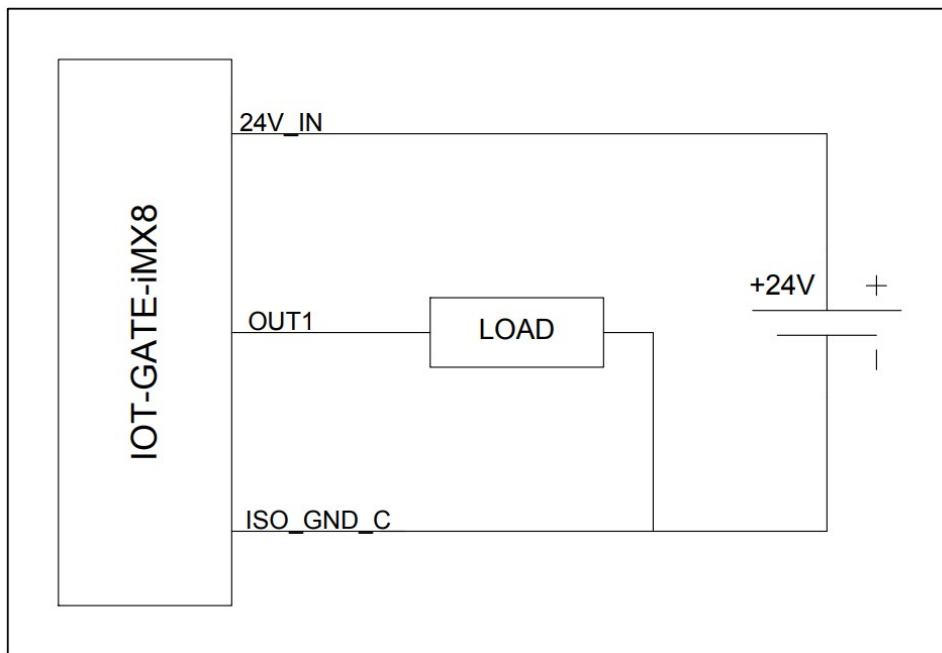 IOT-GATE-iMX8
24V_IN
OUT1
LOAD
+24V
+
-
ISO_GND_C